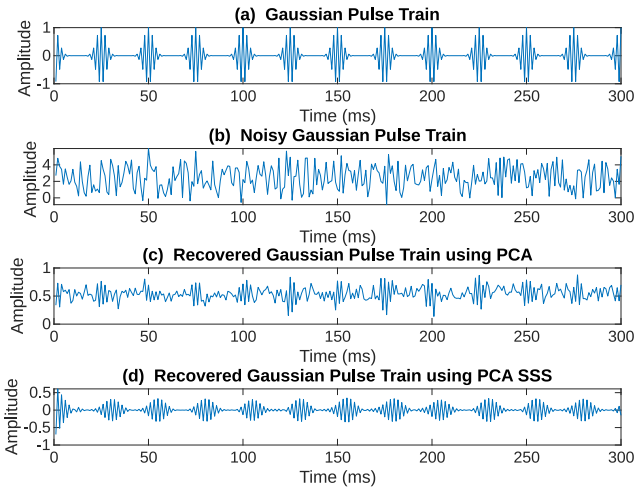 (a) Gaussian Pulse Train
Amplitude
1
0
-1
0 50 100 150 200 250 300
Time (ms)
(b) Noisy Gaussian Pulse Train
Amplitude
4
2
0
0 50 100 150 200 250 300
Time (ms)
(c) Recovered Gaussian Pulse Train using PCA
Amplitude
1
0.5
0
0 50 100 150 200 250 300
Time (ms)
(d) Recovered Gaussian Pulse Train using PCA SSS
Amplitude
0.5
0
-0.5
-1
0 50 100 150 200 250 300
Time (ms)